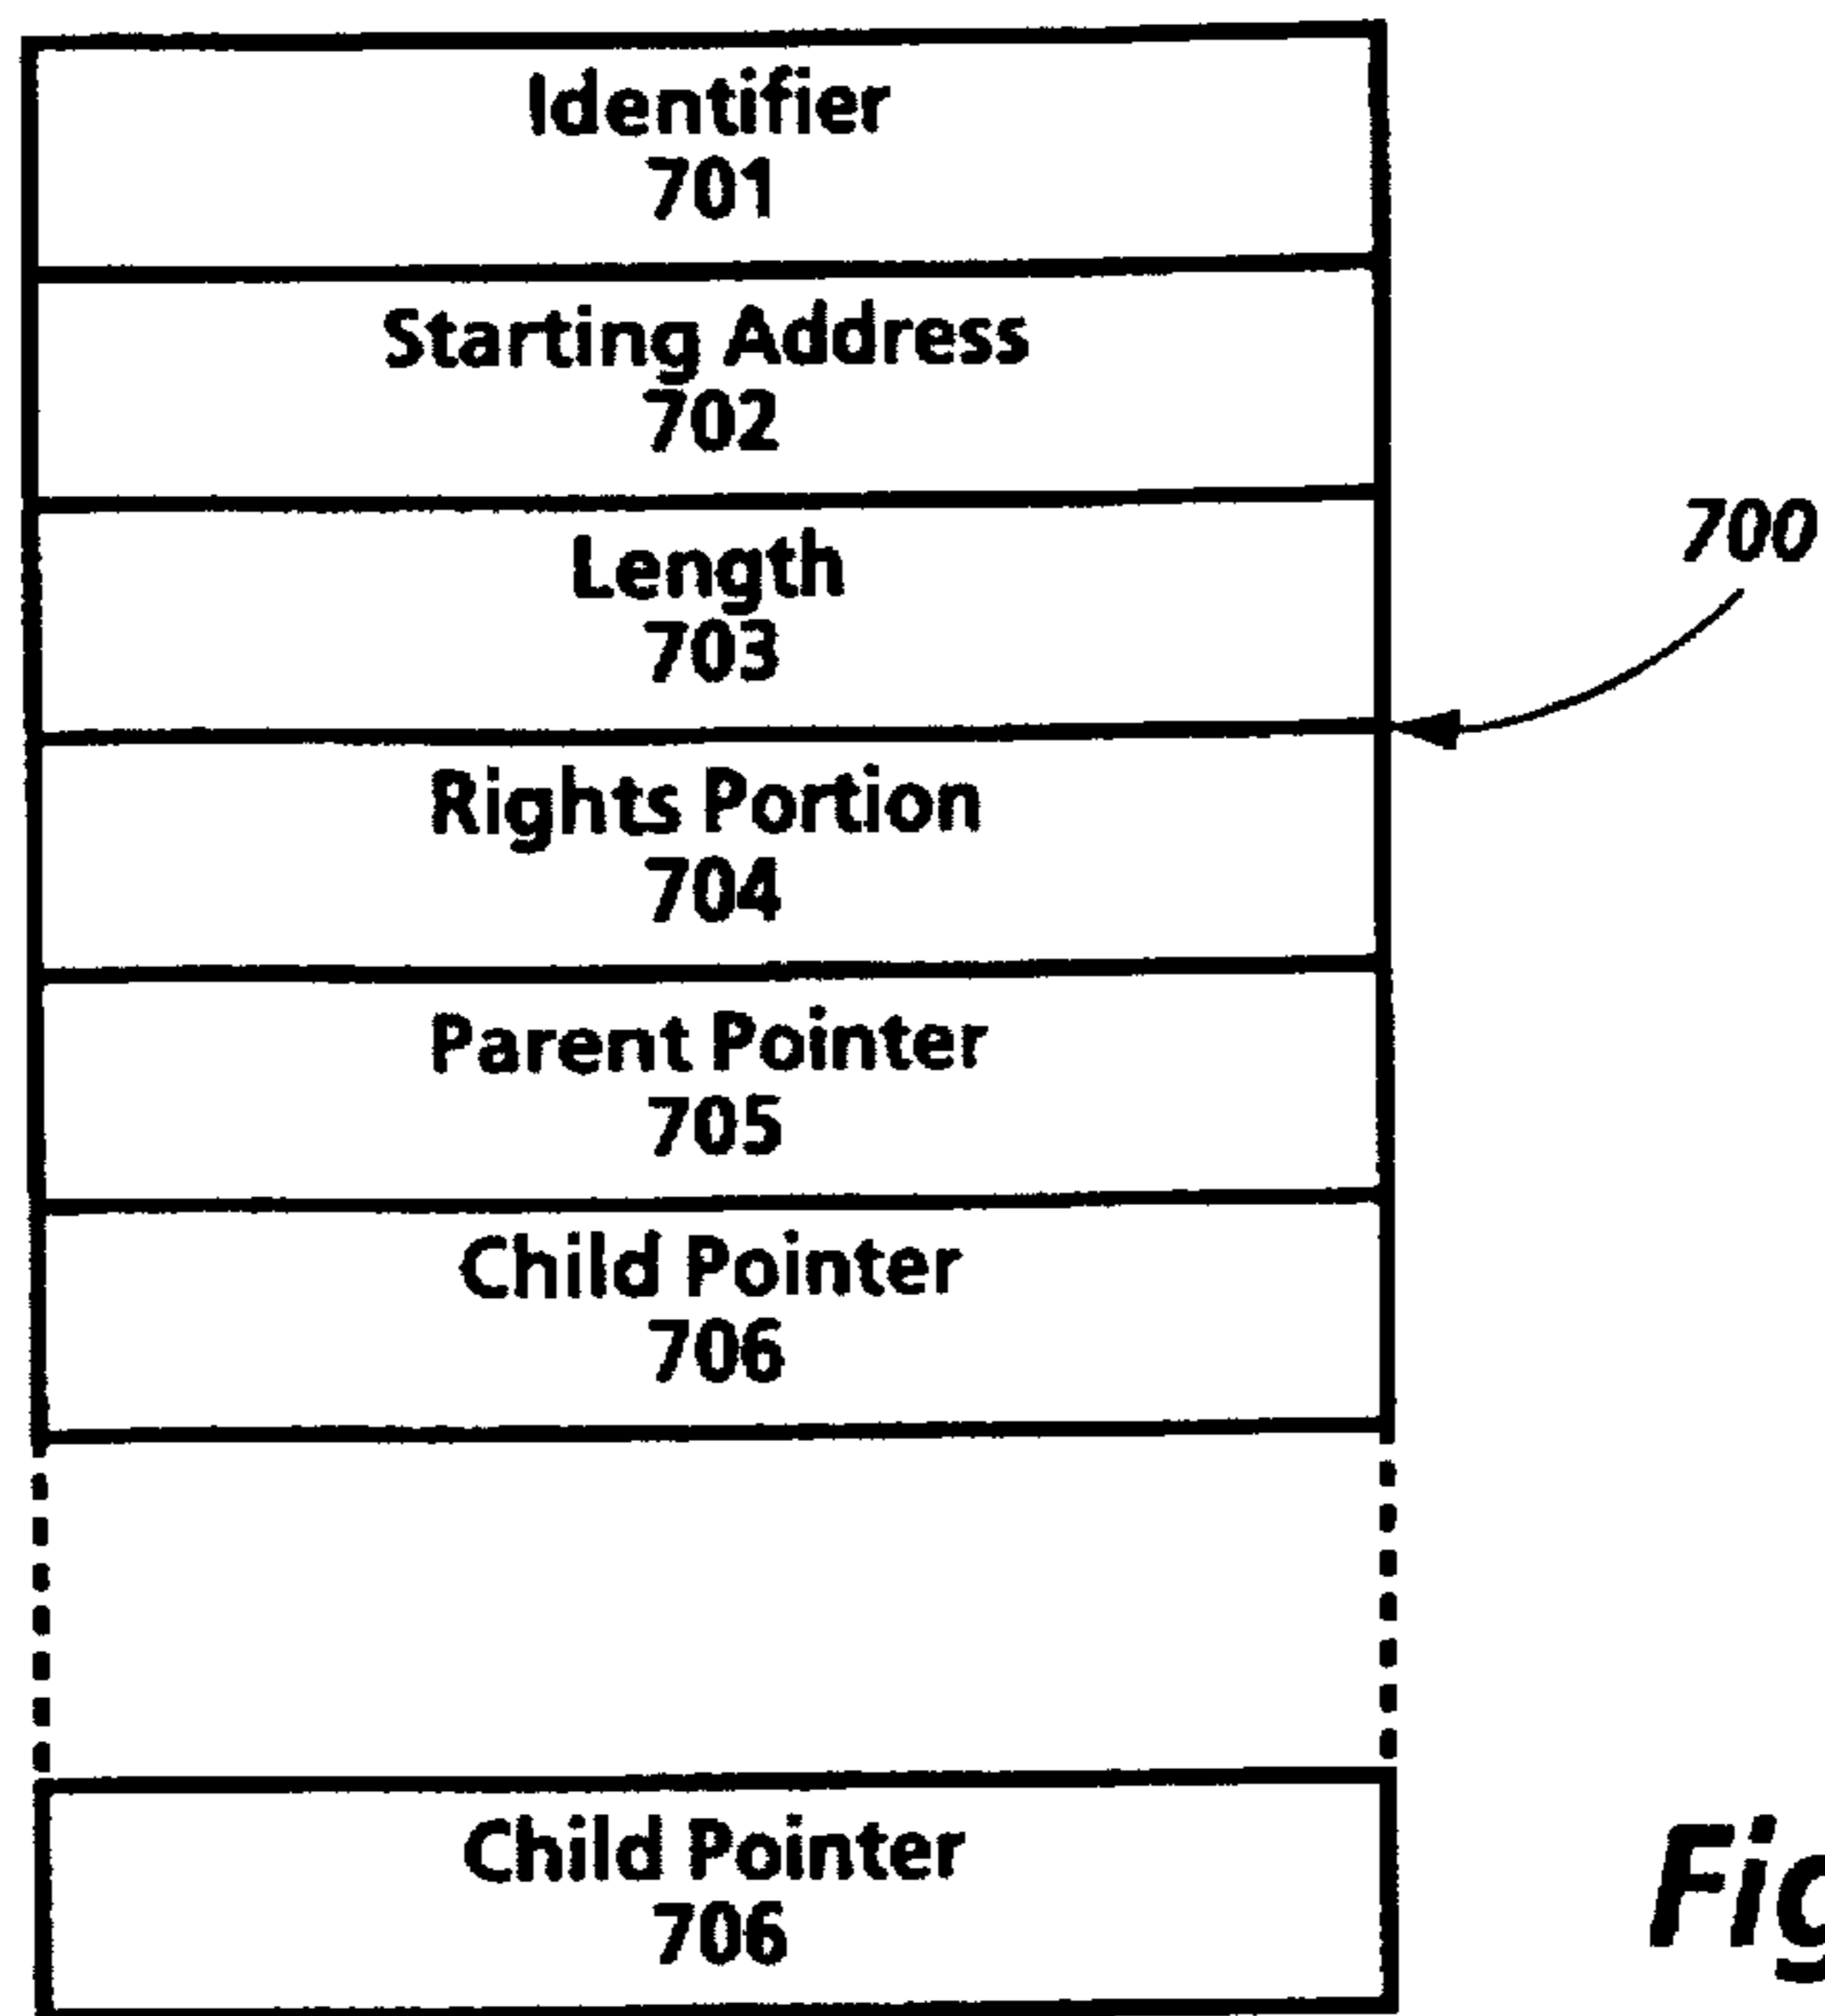 Identifier
701
Starting Address
702
Length
703
700
Rights Portion
704
Parent Pointer
705
Child Pointer
706
Child Pointer
706
Fig